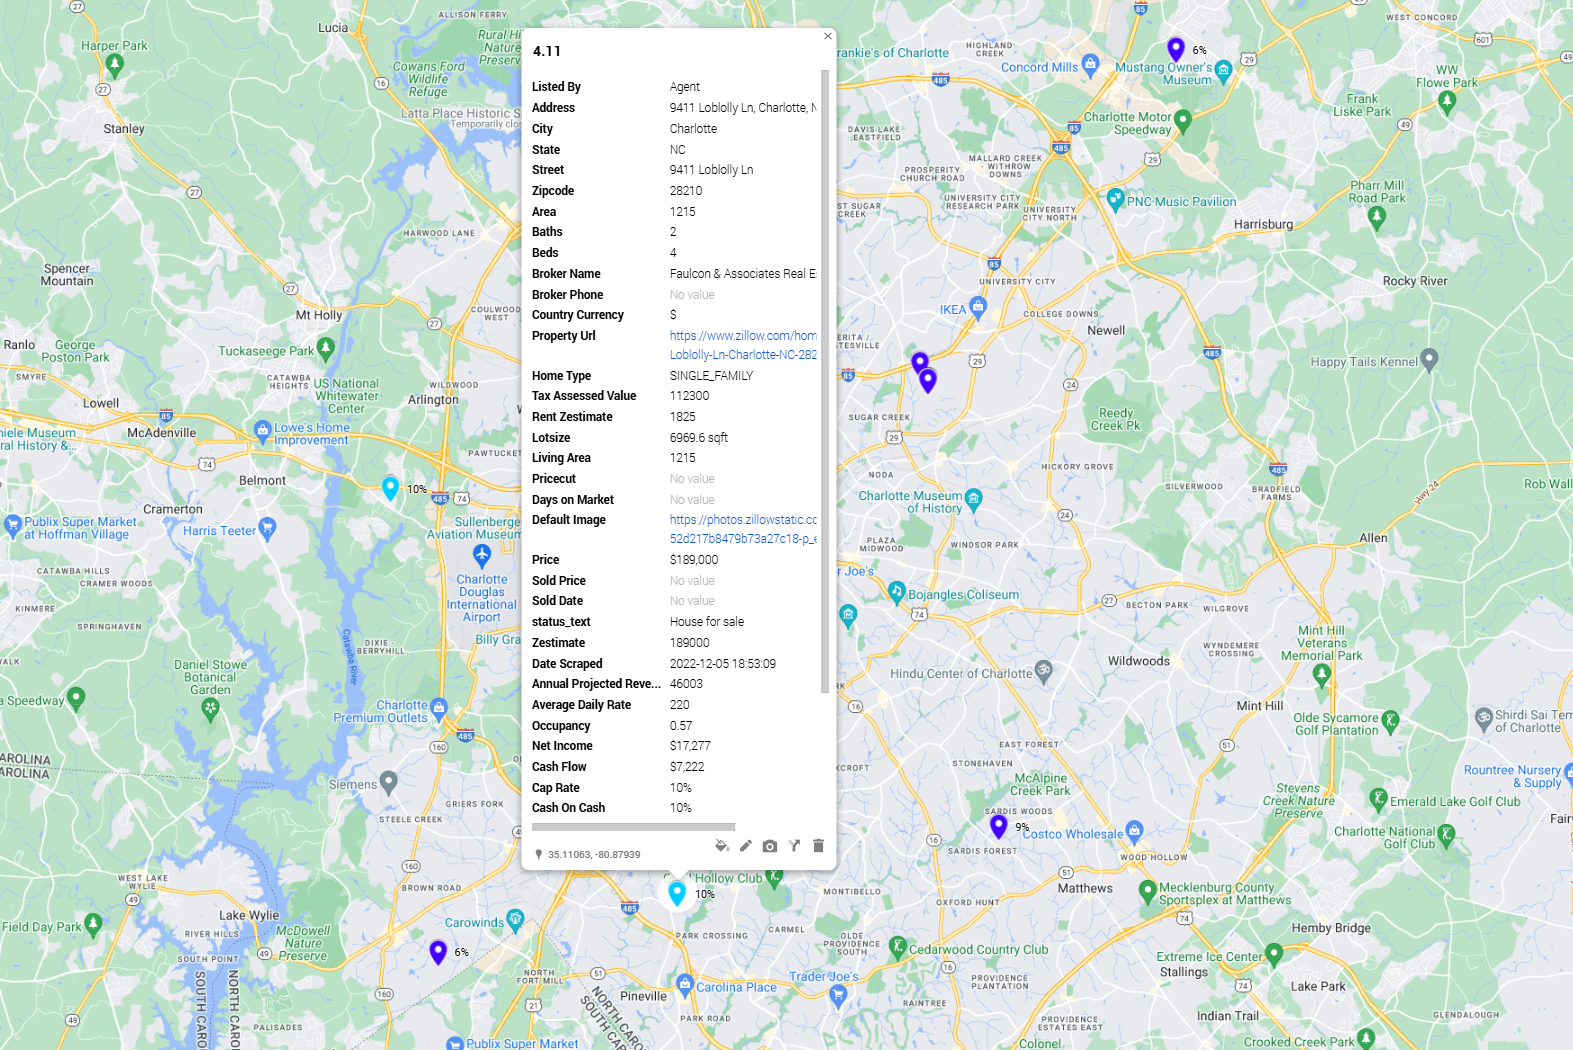 4.11
Listed By Agent
Address 9411 Loblolly Ln, Charlotte, N
City Charlotte
State NC
Street 9411 Loblolly Ln
Zipcode 28210
Area 1215
Baths 2
Beds 4
Broker Name Faulcon & Associates Real E
Broker Phone No value
Country Currency $
Property Url https://www.zillow.com/hom
Loblolly-Ln-Charlotte-NC-282
Home Type SINGLE_FAMILY
Tax Assessed Value 112300
Rent Zestimate 1825
Lotsize 6969.6 sqft
Living Area 1215
Pricecut No value
Days on Market No value
Default Image https://photos.zillowstatic.cc
52d217b8479b73a27c18-p_e
Price $189,000
Sold Price No value
Sold Date No value
status_text House for sale
Zestimate 189000
Date Scraped 2022-12-05 18:53:09
Annual Projected Reve... 46003
Average Daily Rate 220
Occupancy 0.57
Net Income $17,277
Cash Flow $7,222
Cap Rate 10%
Cash On Cash 10%
35.11063, -80.87939
ALLISON FERRY
Lucia
Harper Park
Rural Hi
Nature
Preserve
Cowans Ford
Wildlife
Refuge
Latta Place Historic S
Temporarily clos
Stanley
HARWOOD LANE
Spencer
Mountain
Mt Holly
COULWOOD
WEST
Ranlo
George
Poston Park
Tuckaseege Park
SMYRE
CATAWBA
HEIGHTS
US National
Whitewater
Center
WILDWOOD
Arlington
Lowell
McAdenville
niele Museum
ral History &...
Lowe's Home
Improvement
PAWTUCKET
Belmont
10%
Cramerton
Publix Super Market
at Hoffman Village
Harris Teeter
Sullenberge
Aviation Museum
CATAWBA HILLS
CRAMER WOODS
Charlotte
Douglas
International
Airport
KINMERE
SPRINGHAVEN
DIXIE-
BERRYHILL
Billy Gra
Catawba River
Daniel Stowe
Botanical
Garden
a Speedway
Charlotte
Premium Outlets
CAROLINA
CAROLINA
Siemens
GRIERS FORK
STEELE CREEK
WEST LAKE
WYLIE
BROWN ROAD
Lake Wylie
Field Day Park
RIVER HILLS
SOUTH POINT
McDowell
Nature
Preserve
Carowinds
6%
NORTH
FORT MILL
SOUTH CAROL
NORTH CAROL
PALISADES
NORTH CAROL
SOUTH CAROL
Publix Super Market
Pineville
Carolina Place
PARK ROAD
PARK CROSSING
CARMEL
Hollow Club
10%
MONTIBELLO
OLDE
PROVIDENCE
SOUTH
Cedarwood Country Club
Trader Joe's
RAINTREE
PROVIDENCE
PLANTATION
PROVIDENCE
ESTATES EAST
Colonel
OXFORD HUNT
Matthews
Mecklenburg County
Sportsplex at Matthews
Extreme Ice Center
Stallings
Hemby Bridge
Lake Park
Indian Trail
GLENDALOUGH
Crooked Creek Park
WEST CONCORD
rankie's of Charlotte
HIGHLAND
CREEK
Concord Mills
6%
Mustang Owner's
Museum
WW
Flowe Park
Frank
Liske Park
Charlotte Motor
Speedway
DAVIS LAKE
- EASTFIELD
MALLARD CREEK
- WITHROW
DOWNS
PROSPERITY
CHURCH ROAD
UNIVERSITY CITY
RESEARCH PARK
UNIVERSITY
CITY NORTH
PNC Music Pavilion
Pharr Mill
Road Park
ST SUGAR
CREEK
Harrisburg
UNIVERSITY CITY
Rocky River
IKEA
COLLEGE DOWNS
Newell
Happy Tails Kennel
SUGAR CREEK
Reedy
Creek Pk
NODA
HICKORY GROVE
SILVERWOOD
BRADFIELD
FARMS
Hwy 24
Rob Wall
Charlotte Museum
of History
PLAZA
MIDWOOD
WINDSOR PARK
Allen
r Joe's
Bojangles Coliseum
BECTON PARK
WILGROVE
Mint Hill
Veterans
Memorial Park
WYNDEMERE
CROSSING
Wildwoods
Hindu Center of Charlotte
Mint Hill
Olde Sycamore
Golf Plantation
Shirdi Sai Tem
of Charlotte
EAST FOREST
STONEHAVEN
McAlpine
Creek Park
XCROFT
Rountree Nursery
& Supply
Stevens
Creek Nature
Preserve
Emerald Lake Golf Club
Charlotte National
Golf Club
Fairv
SARDIS WOODS
9%
Costco Wholesale
SARDIS FOREST
WOOD HOLLOW